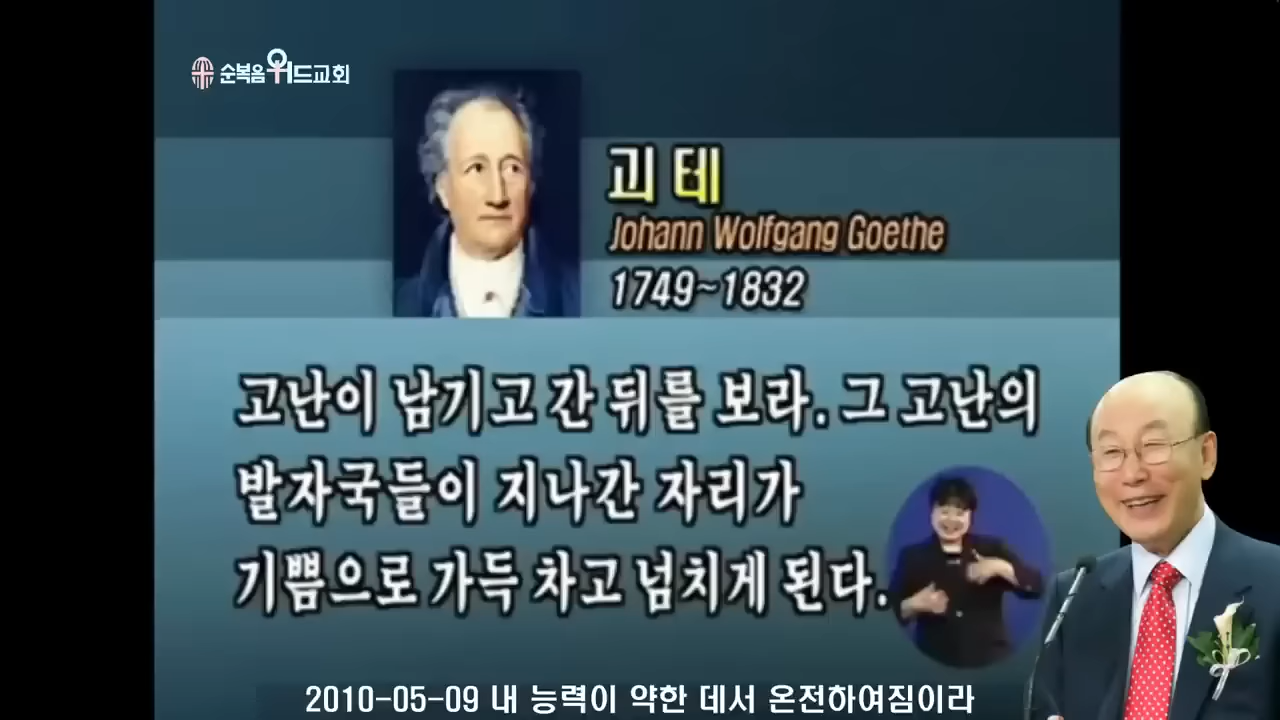 순복음워드교회
괴테
Johann Wolfgang Goethe
1749~1832
고난이 남기고 간 뒤를 보라. 그 고난의
발자국들이 지나간 자리가
기쁨으로 가득 차고 넘치게 된다.
2010-05-09 내 능력이 약한 데서 온전하여짐이라